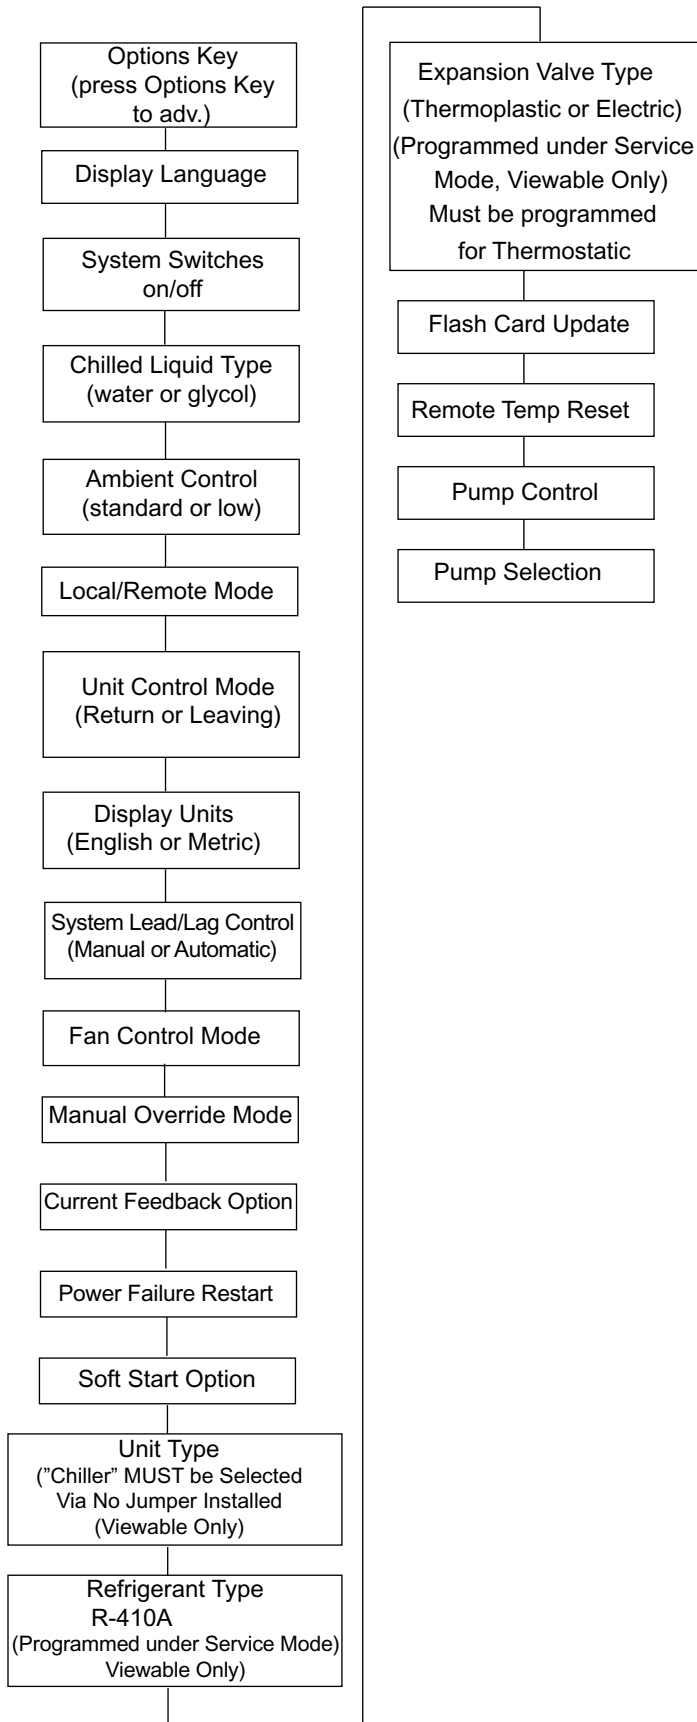 Options Key
(press Options Key
to adv.)
Display Language
System Switches
on/off
Chilled Liquid Type
(water or glycol)
Ambient Control
(standard or low)
Local/Remote Mode
Unit Control Mode
(Return or Leaving)
Display Units
(English or Metric)
System Lead/Lag Control
(Manual or Automatic)
Fan Control Mode
Manual Override Mode
Current Feedback Option
Power Failure Restart
Soft Start Option
Unit Type
(”Chiller” MUST be Selected
Via No Jumper Installed
(Viewable Only)
Refrigerant Type
R-410A
(Programmed under Service Mode)
Viewable Only)
Expansion Valve Type
(Thermoplastic or Electric)
(Programmed under Service
Mode, Viewable Only)
Must be programmed
for Thermostatic
Flash Card Update
Remote Temp Reset
Pump Control
Pump Selection